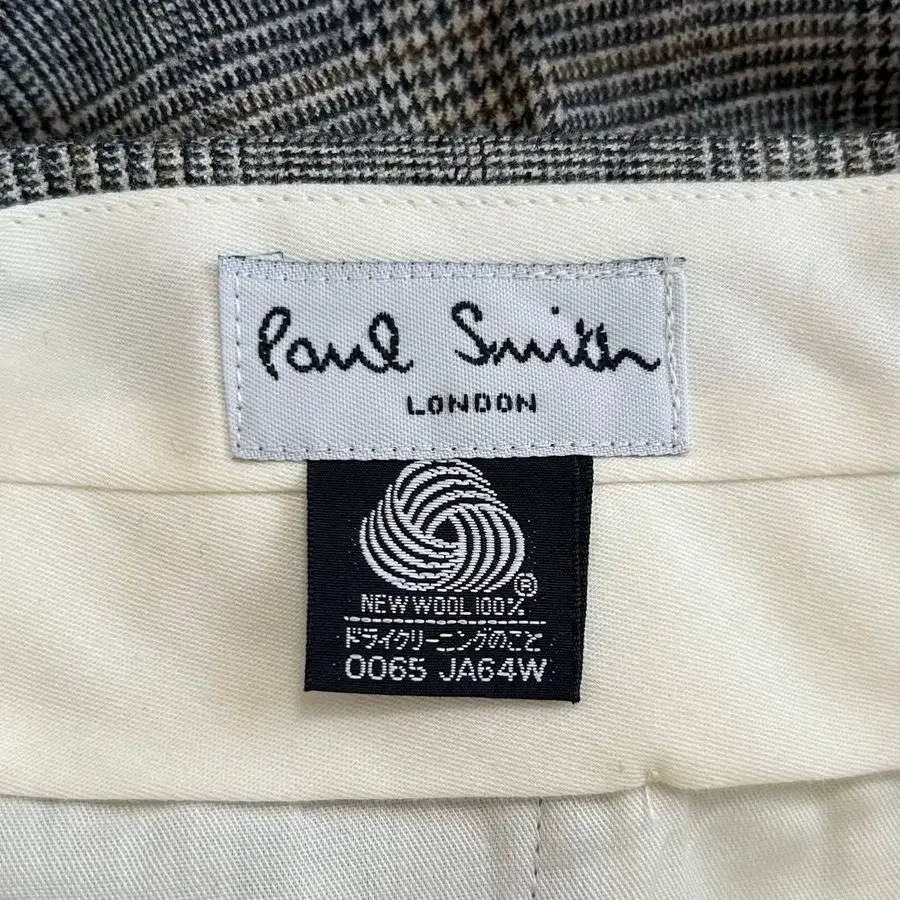 Paul Smith
LONDON
®
NEW WOOL 100%
ドライクリーニングのこと
0065 JA64W